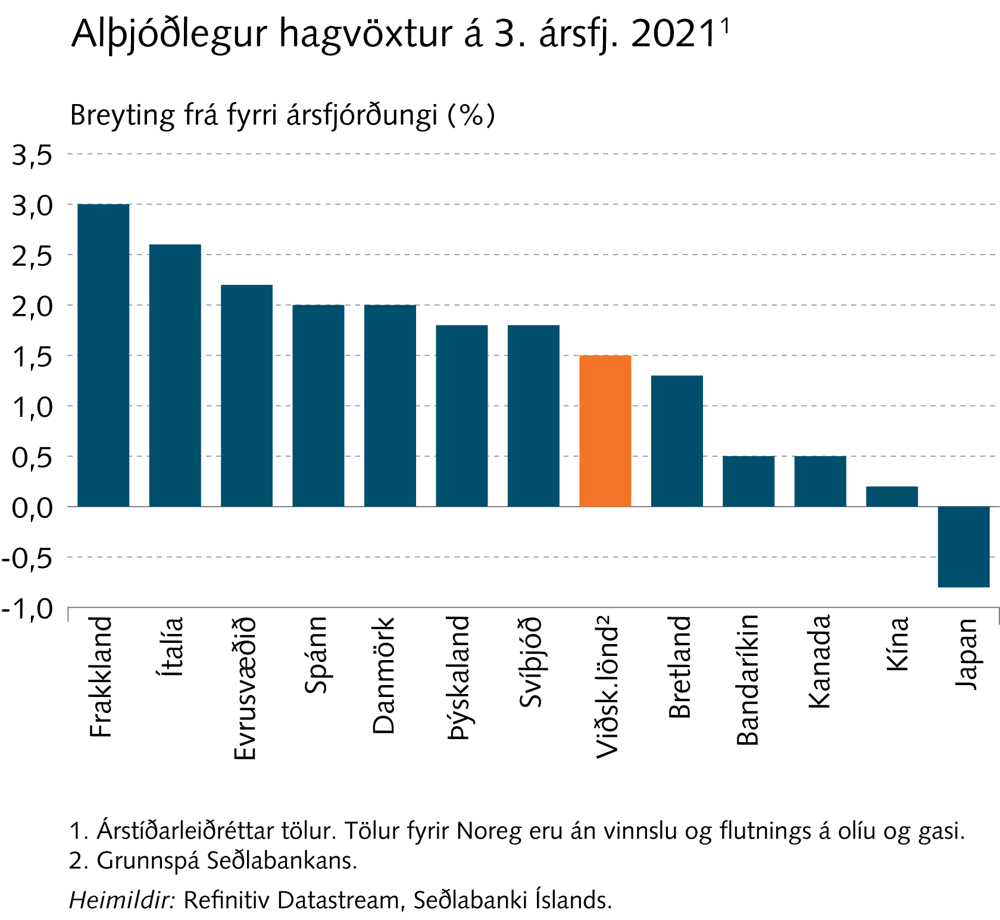 Alþjóðlegur hagvöxtur á 3. ársfj. 2021¹
Breyting frá fyrri ársfjórðungi (%)
3,5
3,0
2,5
2,0
1,5
1,0
0,5
0,0
-0,5
-1,0
Frakkland
Ítalía
Evrusvæðið
Spánn
Danmörk
Þýskaland
Svíþjóð
Viðsk.lönd²
Bretland
Bandaríkin
Kanada
Kína
Japan
1. Árstíðarleiðréttar tölur. Tölur fyrir Noreg eru án vinnslu og flutnings á olíu og gasi.
2. Grunnspá Seðlabankans.
Heimildir: Refinitiv Datastream, Seðlabanki Íslands.